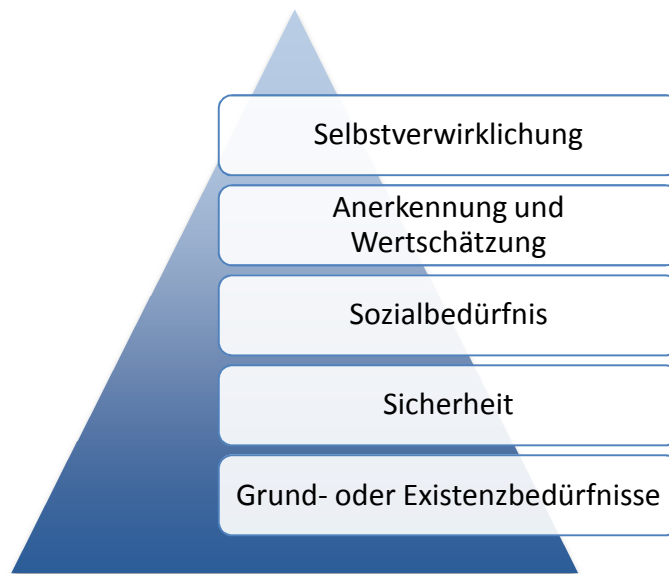 Selbstverwirklichung
Anerkennung und
Wertschätzung
Sozialbedürfnis
Sicherheit
Grund- oder Existenzbedürfnisse